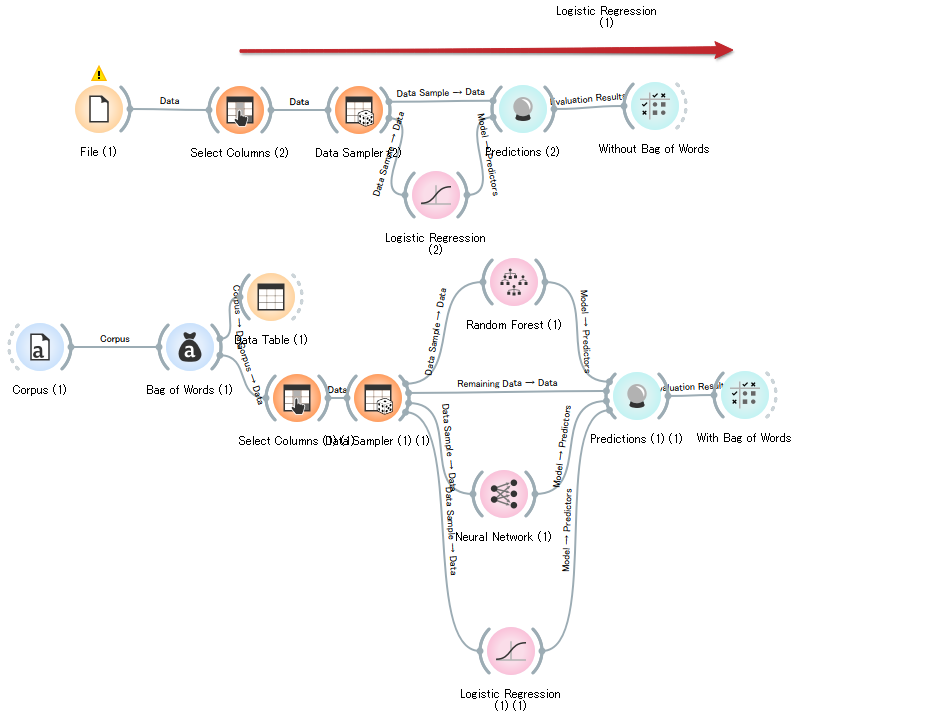 Logistic Regression
(1)
Data
Data
Data Sample → Data
Evaluation Results
File (1)
Select Columns (2)
Data Sampler (2)
Data Sample → Data
Model → Predictors
Predictions (2)
Without Bag of Words
Logistic Regression
(2)
Corpus → Data
Data Table (1)
Random Forest (1)
Data Sample → Data
Model → Predictors
Corpus
Corpus (1)
Bag of Words (1)
Corpus → Data
Data
Remaining Data → Data
Evaluation Results
Select Columns (1) (1)
Data Sampler (1) (1)
Predictions (1) (1)
With Bag of Words
Data Sample → Data
Model → Predictors
Neural Network (1)
Data Sample → Data
Model → Predictors
Logistic Regression
(1) (1)